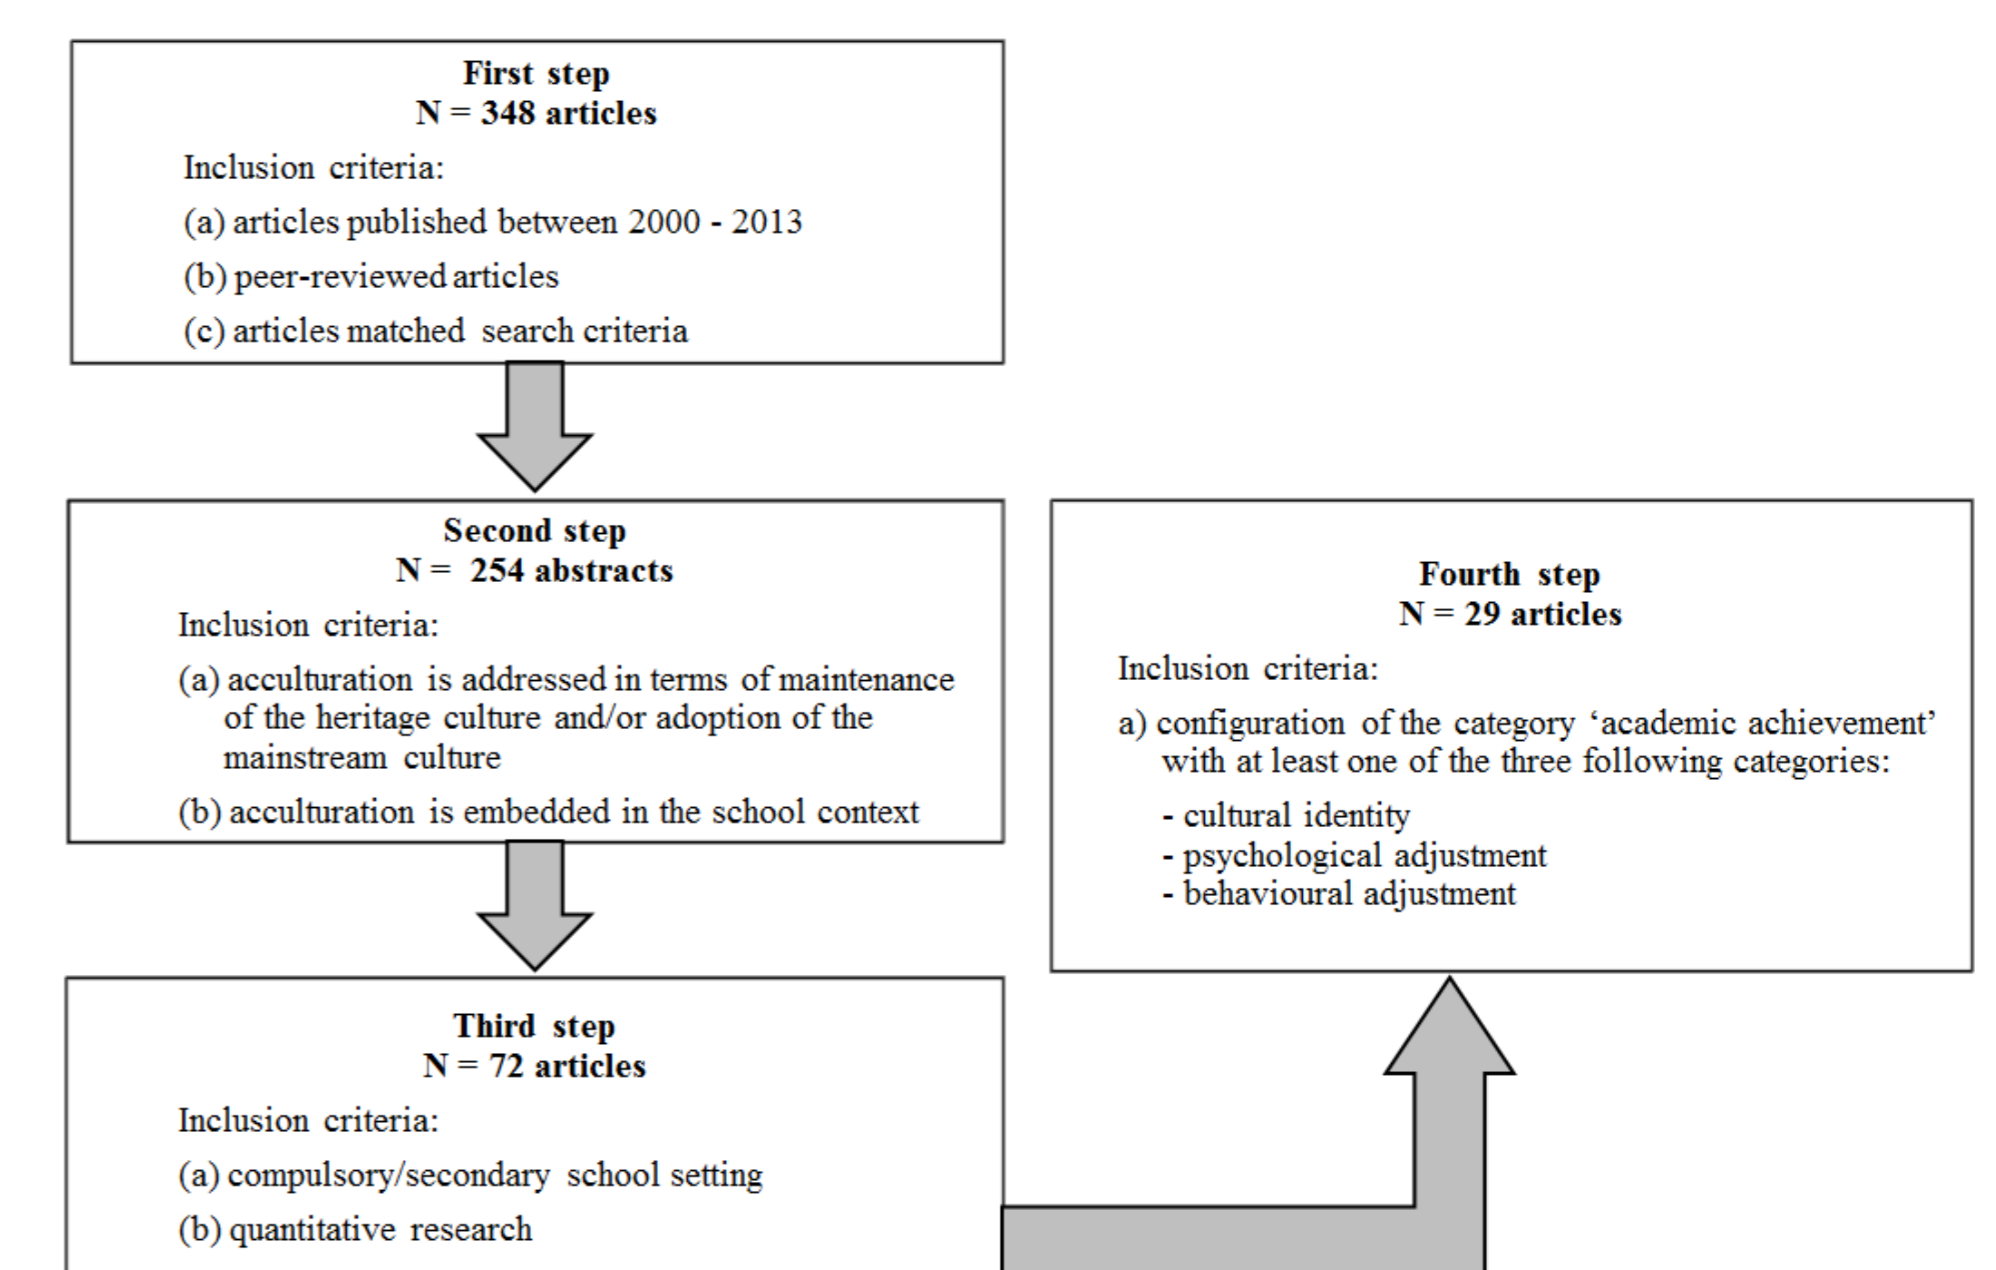 First step
N = 348 articles
Inclusion criteria:
(a) articles published between 2000 - 2013
(b) peer-reviewed articles
(c) articles matched search criteria
Second step
N = 254 abstracts
Inclusion criteria:
(a) acculturation is addressed in terms of maintenance
of the heritage culture and/or adoption of the
mainstream culture
(b) acculturation is embedded in the school context
Third step
N = 72 articles
Inclusion criteria:
(a) compulsory/secondary school setting
(b) quantitative research
Fourth step
N = 29 articles
Inclusion criteria:
a) configuration of the category ‘academic achievement’
with at least one of the three following categories:
- cultural identity
- psychological adjustment
- behavioural adjustment